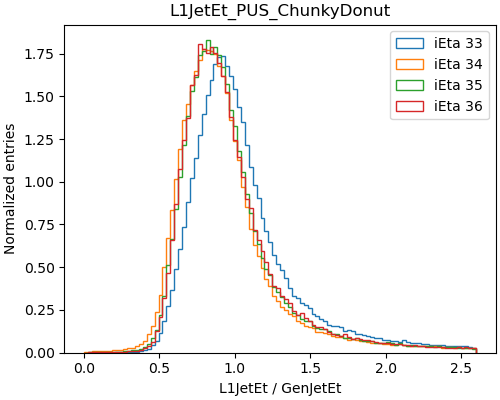 L1JetEt_PUS_ChunkyDonut
iEta 33
iEta 34
iEta 35
iEta 36
Normalized entries
1.75
1.50
1.25
1.00
0.75
0.50
0.25
0.00
0.0 0.5 1.0 1.5 2.0 2.5
L1JetEt / GenJetEt